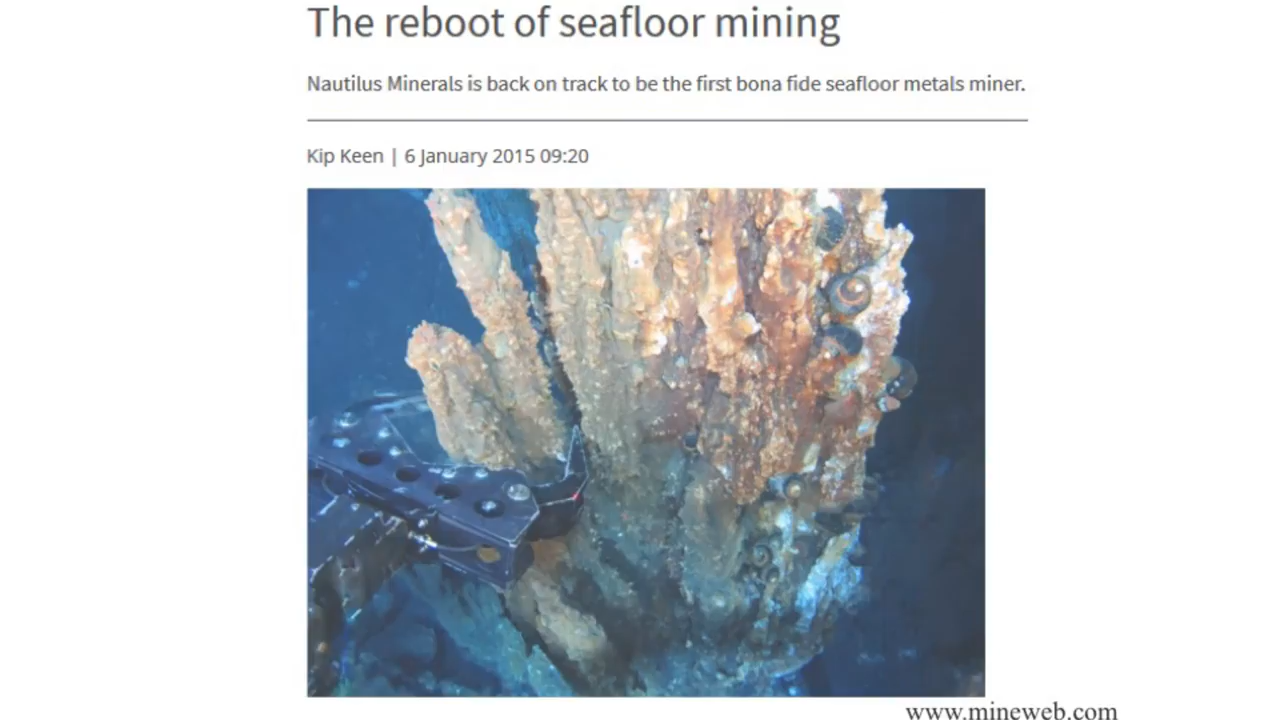 The reboot of seafloor mining
Nautilus Minerals is back on track to be the first bona fide seafloor metals miner.
Kip Keen | 6 January 2015 09:20
www.mineweb.com